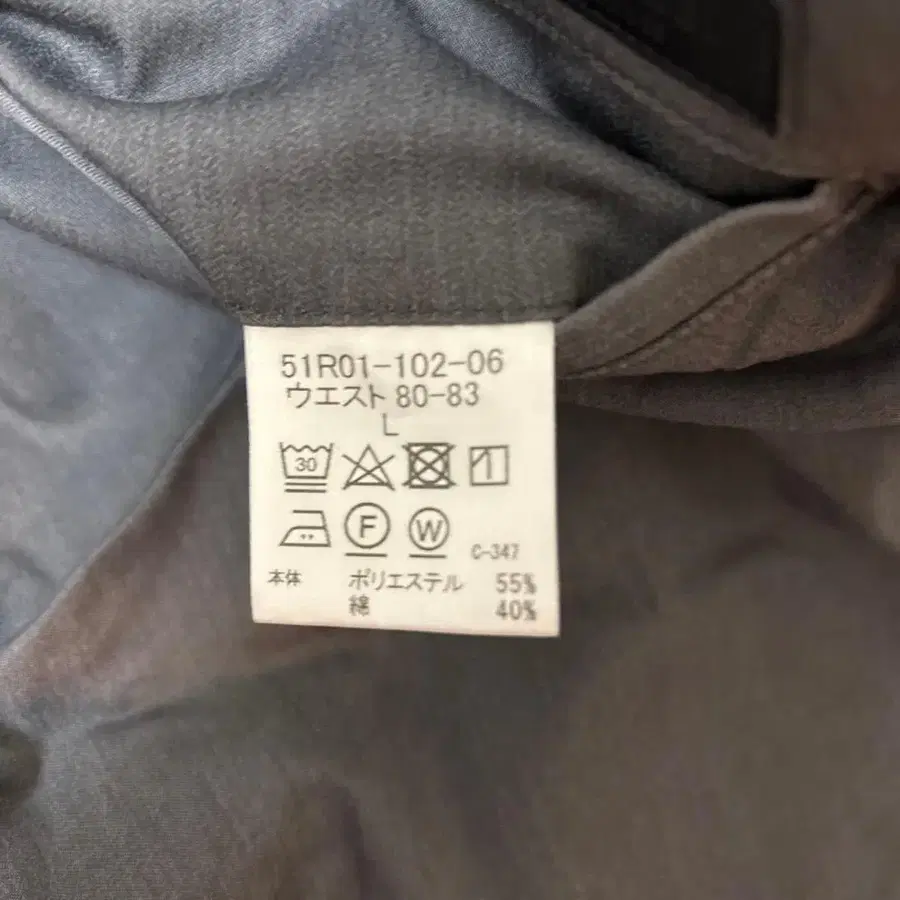 51R01-102-06
ウエスト 80-83
L
30
F W C-347
本体 ポリエステル 55%
綿 40%